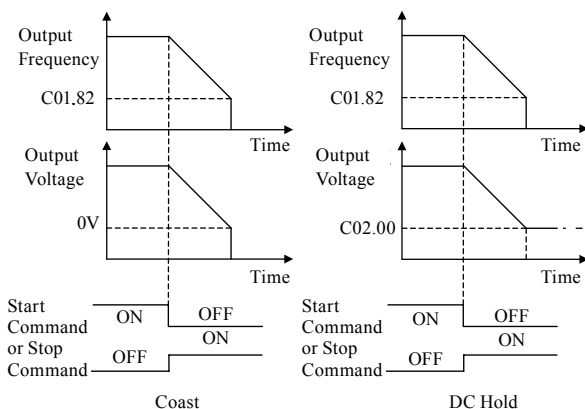 Output
Frequency
C01.82
Time
Output
Voltage
0V
Time
Start
Command
or Stop
Command
ON
OFF
ON
OFF
Coast
Output
Frequency
C01.82
Time
Output
Voltage
C02.00
Time
Start
Command
or Stop
Command
ON
OFF
ON
OFF
DC Hold